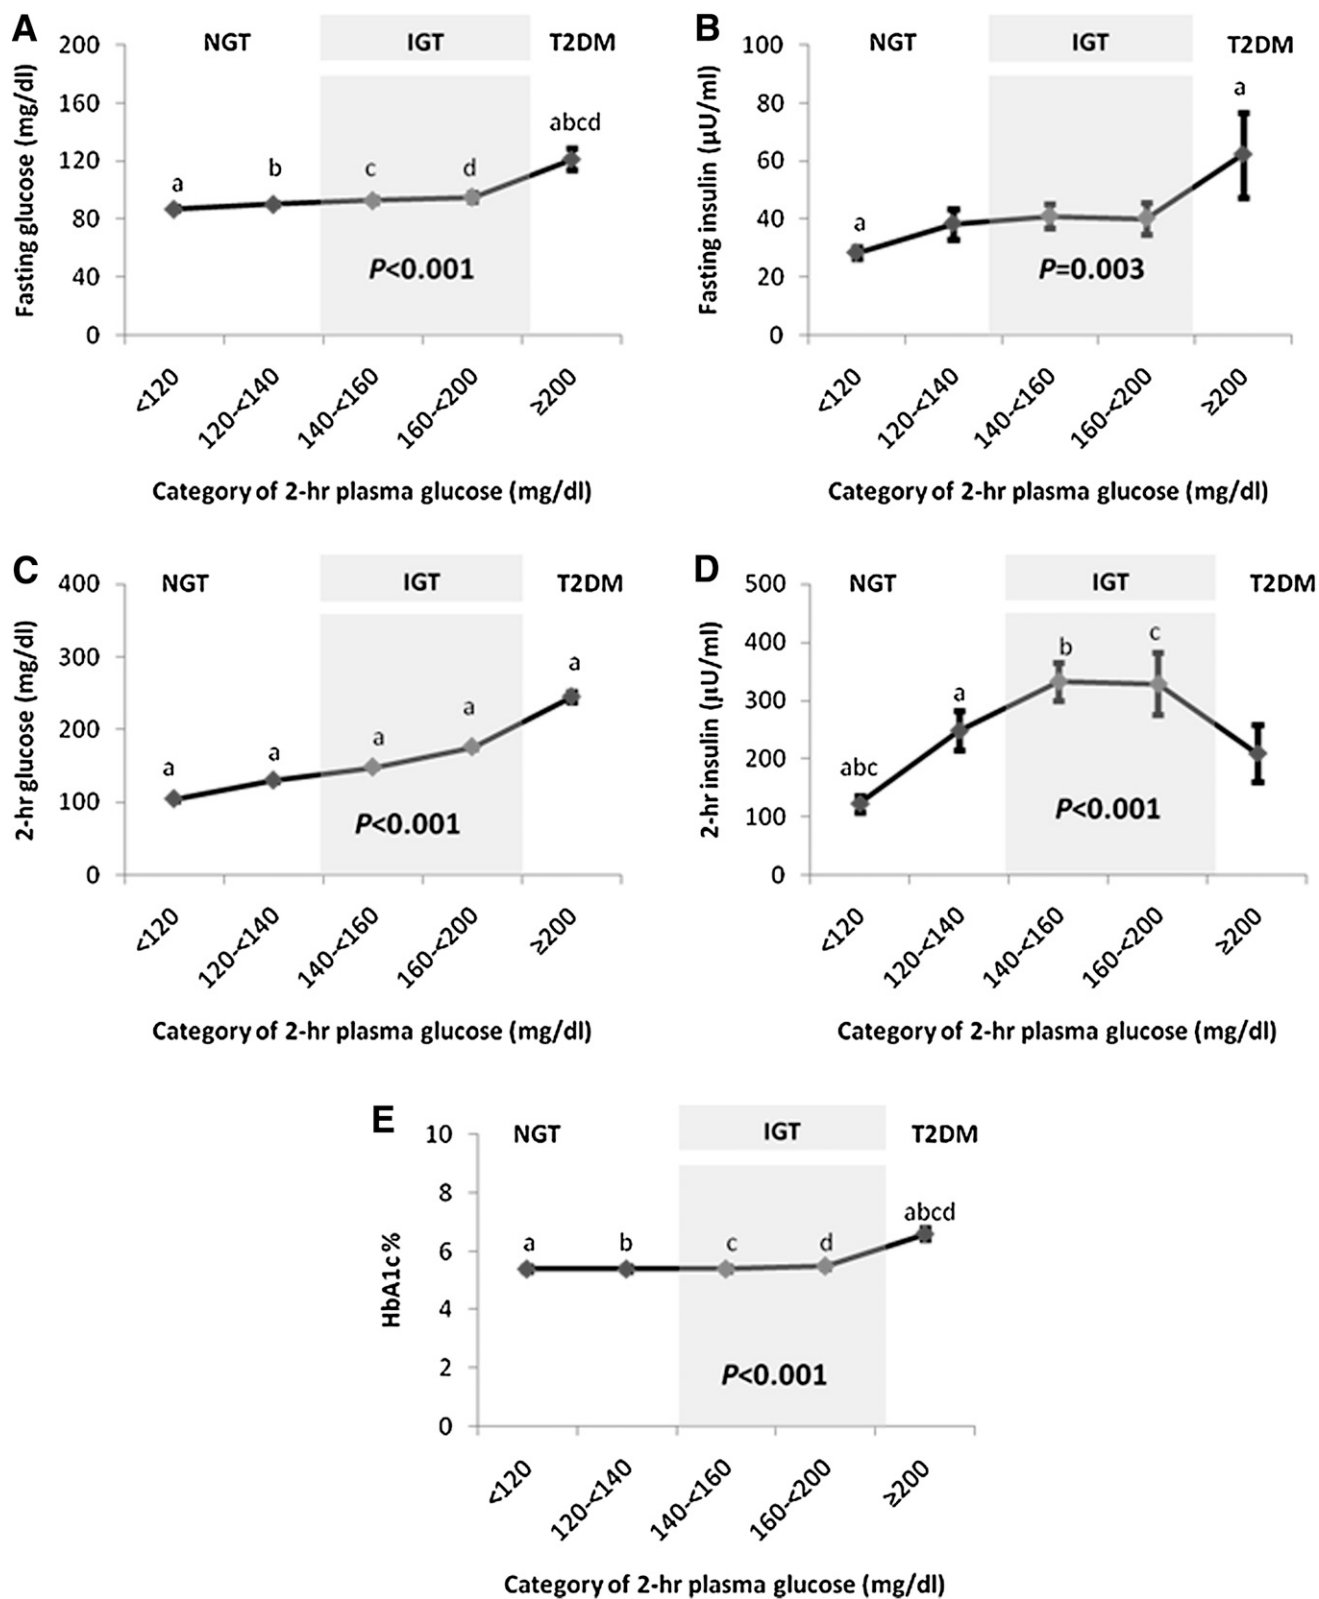 A
NGT IGT T2DM
Fasting glucose (mg/dl)
200
160
120
80
40
0
a b c d abcd
P<0.001
<120 120-<140 140-<160 160-<200 ≥200
Category of 2-hr plasma glucose (mg/dl)
B
NGT IGT T2DM
Fasting insulin (µU/ml)
100
80
60
40
20
0
a a
P=0.003
<120 120-<140 140-<160 160-<200 ≥200
Category of 2-hr plasma glucose (mg/dl)
C
NGT IGT T2DM
2-hr glucose (mg/dl)
400
300
200
100
0
a a a a a
P<0.001
<120 120-<140 140-<160 160-<200 ≥200
Category of 2-hr plasma glucose (mg/dl)
D
NGT IGT T2DM
2-hr insulin (µU/ml)
500
400
300
200
100
0
abc a b c
P<0.001
<120 120-<140 140-<160 160-<200 ≥200
Category of 2-hr plasma glucose (mg/dl)
E
NGT IGT T2DM
HbA1c%
10
8
6
4
2
0
a b c d abcd
P<0.001
<120 120-<140 140-<160 160-<200 ≥200
Category of 2-hr plasma glucose (mg/dl)